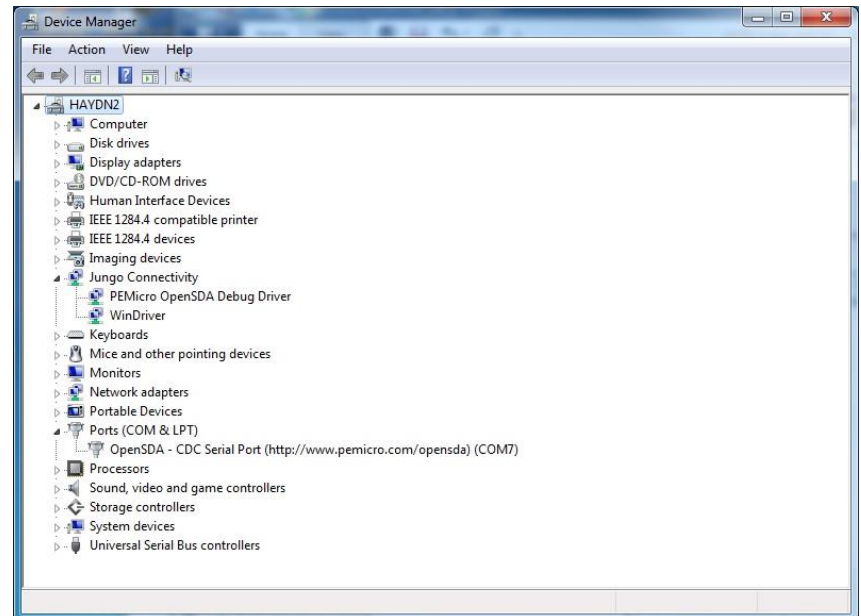 Device Manager
File Action View Help
HAYDN2
Computer
Disk drives
Display adapters
DVD/CD-ROM drives
Human Interface Devices
IEEE 1284.4 compatible printer
IEEE 1284.4 devices
Imaging devices
Jungo Connectivity
PEMicro OpenSDA Debug Driver
WinDriver
Keyboards
Mice and other pointing devices
Monitors
Network adapters
Portable Devices
Ports (COM & LPT)
OpenSDA - CDC Serial Port (http://www.pemicro.com/opensda) (COM7)
Processors
Sound, video and game controllers
Storage controllers
System devices
Universal Serial Bus controllers